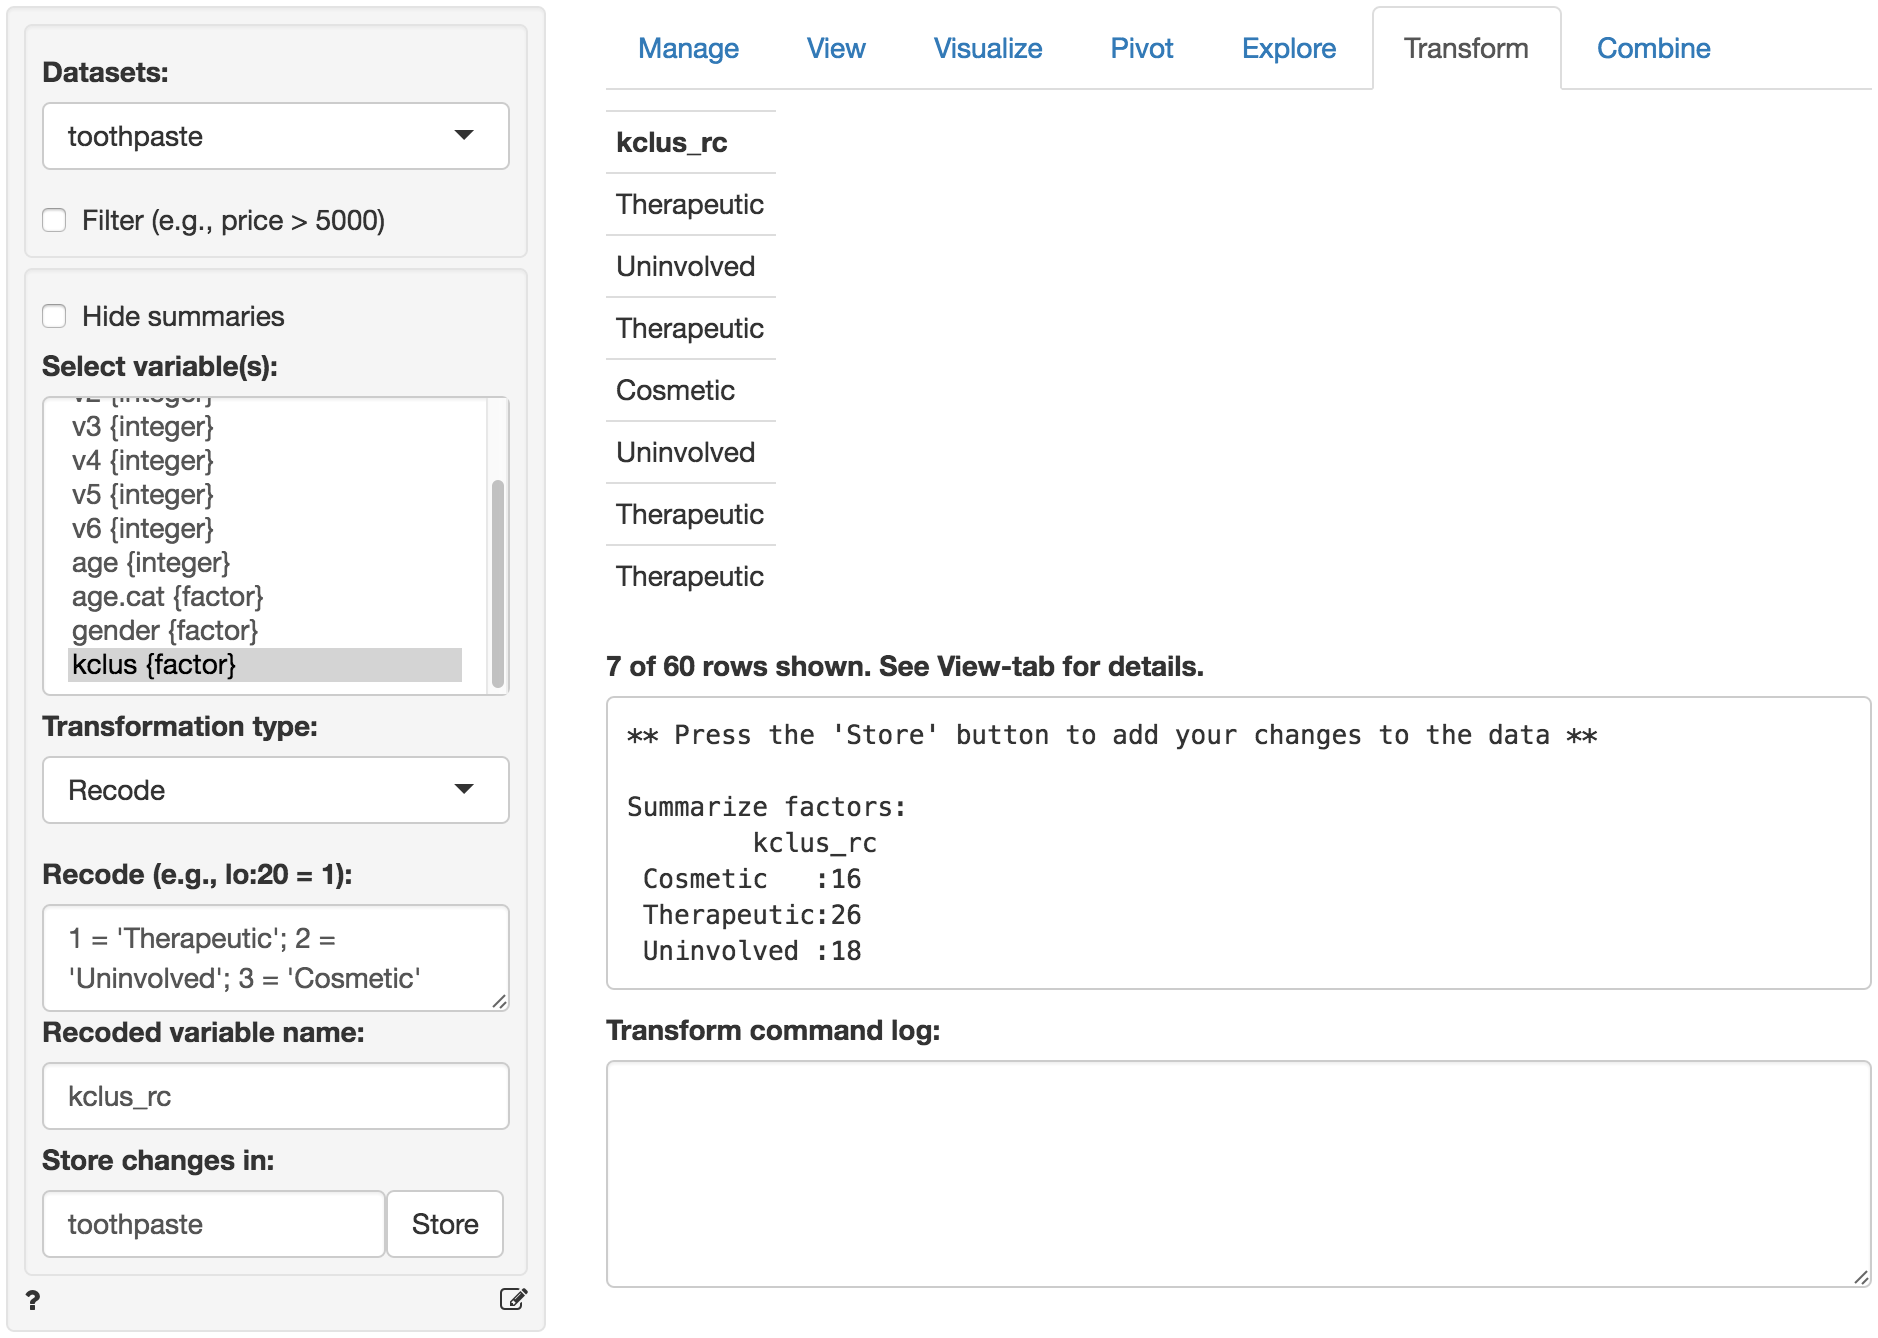 Datasets:
toothpaste
Filter (e.g., price > 5000)
Hide summaries
Select variable(s):
v2 {integer}
v3 {integer}
v4 {integer}
v5 {integer}
v6 {integer}
age {integer}
age.cat {factor}
gender {factor}
kclus {factor}
Transformation type:
Recode
Recode (e.g., lo:20 = 1):
1 = 'Therapeutic'; 2 =
'Uninvolved'; 3 = 'Cosmetic'
Recoded variable name:
kclus_rc
Store changes in:
toothpaste Store
?
Manage View Visualize Pivot Explore Transform Combine
kclus_rc
Therapeutic
Uninvolved
Therapeutic
Cosmetic
Uninvolved
Therapeutic
Therapeutic
7 of 60 rows shown. See View-tab for details.
** Press the 'Store' button to add your changes to the data **
Summarize factors:
kclus_rc
Cosmetic :16
Therapeutic:26
Uninvolved :18
Transform command log: